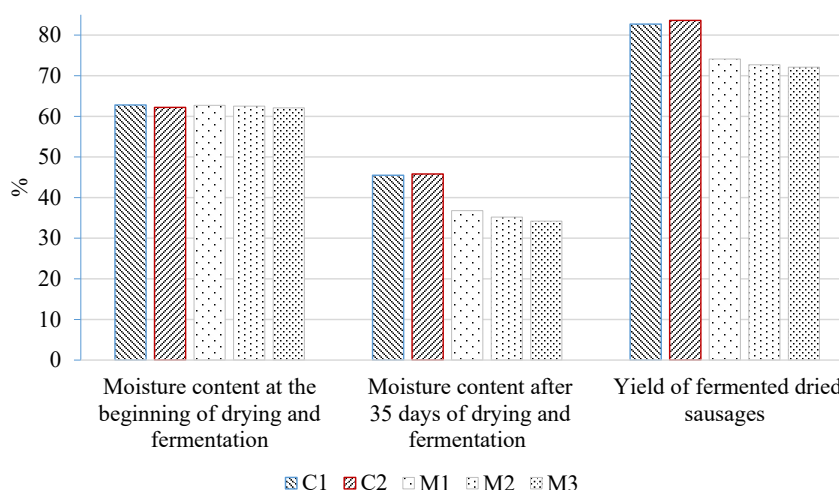 80
70
60
50
40
30
20
10
0
%
Moisture content at the
beginning of drying and
fermentation
Moisture content after
35 days of drying and
fermentation
Yield of fermented dried
sausages
C1 C2 M1 M2 M3